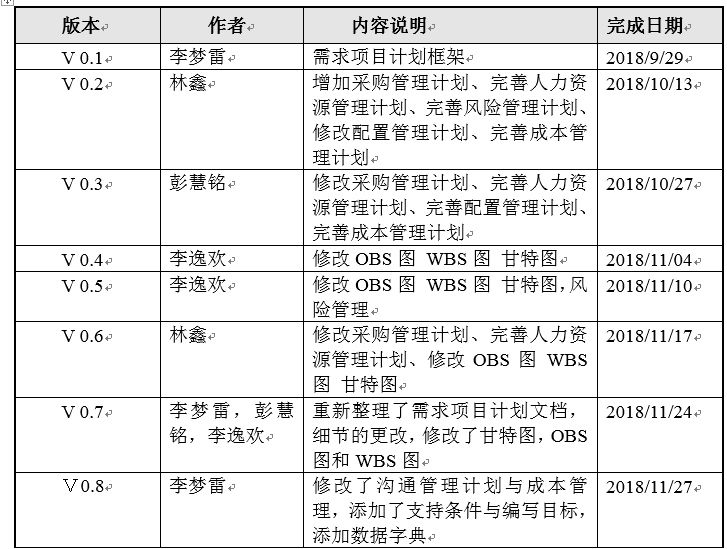 版本 作者 内容说明 完成日期
V 0.1 李梦雷 需求项目计划框架 2018/9/29
V 0.2 林鑫 增加采购管理计划、完善人力资 2018/10/13
源管理计划、完善风险管理计划、
修改配置管理计划、完善成本管
理计划
V 0.3 彭慧铭 修改采购管理计划、完善人力资 2018/10/27
源管理计划、完善配置管理计划、
完善成本管理计划
V 0.4 李逸欢 修改 OBS 图 WBS 图 甘特图 2018/11/04
V 0.5 李逸欢 修改 OBS 图 WBS 图 甘特图，风 2018/11/10
险管理
V 0.6 林鑫 修改采购管理计划、完善人力资 2018/11/17
源管理计划、修改 OBS 图 WBS
图 甘特图
V 0.7 李梦雷，彭慧 重新整理了需求项目计划文档， 2018/11/24
铭，李逸欢 细节的更改，修改了甘特图，OBS
图和 WBS 图
V 0.8 李梦雷 修改了沟通管理计划与成本管 2018/11/27
理，添加了支持条件与编写目标，
添加数据字典